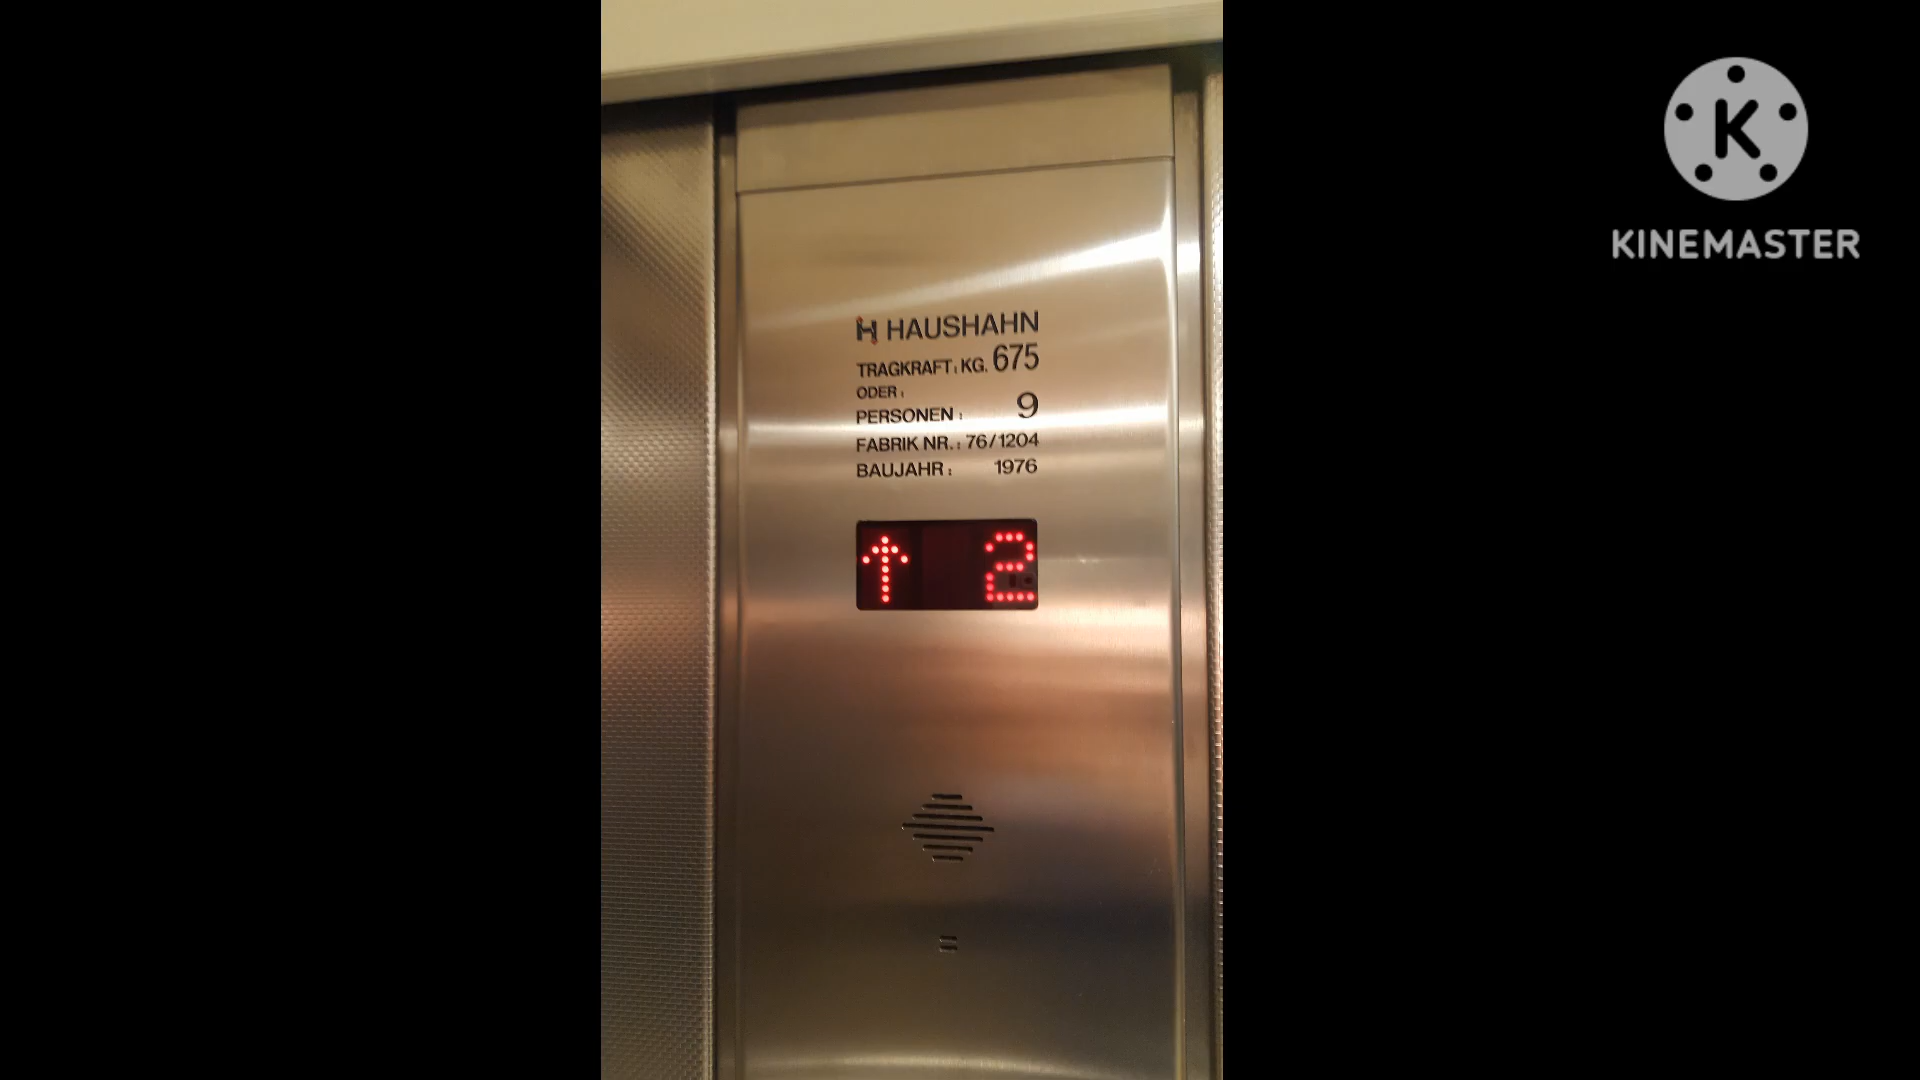 HAUSHAHN
TRAGKRAFT: KG. 675
ODER:
PERSONEN: 9
FABRIK NR.: 76/1204
BAUJAHR: 1976
↑ 2
K
KINEMASTER